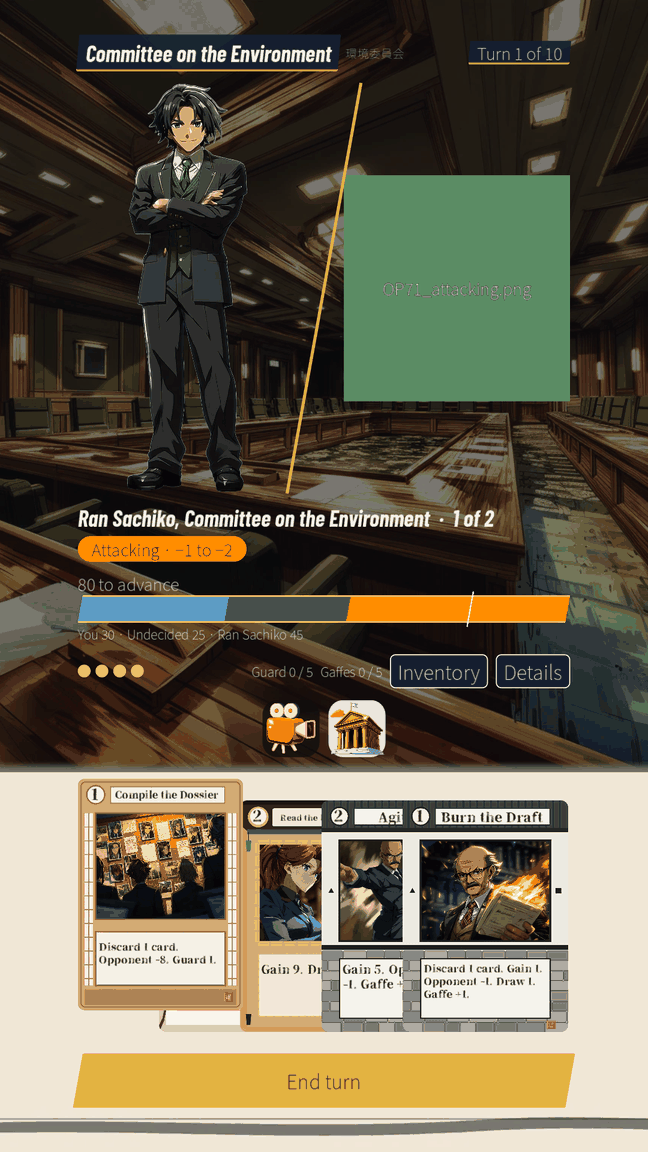 Committee on the Environment 環境委員会
Turn 1 of 10
OP71_attacking.png
Ran Sachiko, Committee on the Environment · 1 of 2
Attacking · −1 to −2
80 to advance
You 30 · Undecided 25 · Ran Sachiko 45
Guard 0 / 5 Gaffes 0 / 5
Inventory
Details
1 Compile the Dossier
Discard 1 card.
Opponent -8. Guard 1.
2 Read the
Gain 9. Dr
2 Agi
Gain 5. Op
-1. Gaffe +
1 Burn the Draft
Discard 1 card. Gain 1.
Opponent -1. Draw 1.
Gaffe +1.
End turn